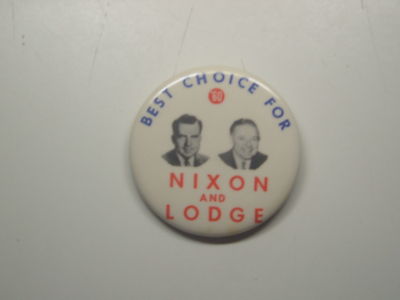 BEST CHOICE FOR
'60
NIXON
AND
LODGE